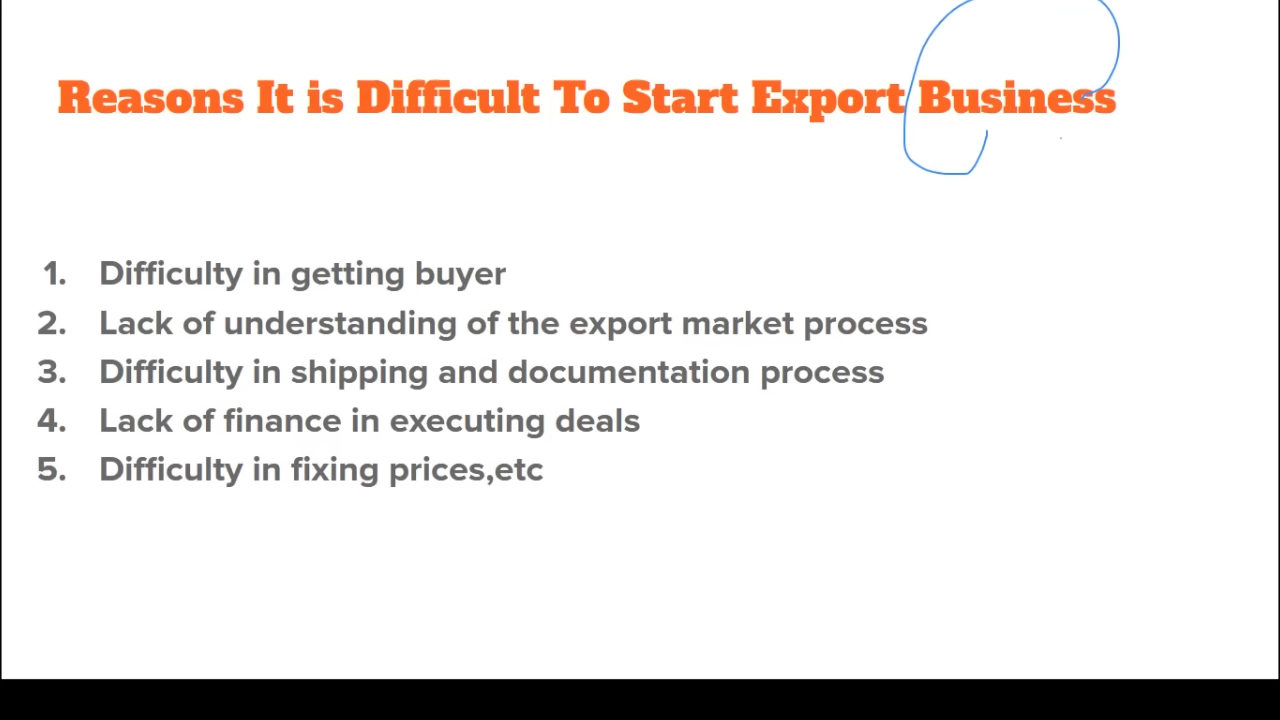 Reasons It is Difficult To Start Export Business
1. Difficulty in getting buyer
2. Lack of understanding of the export market process
3. Difficulty in shipping and documentation process
4. Lack of finance in executing deals
5. Difficulty in fixing prices,etc